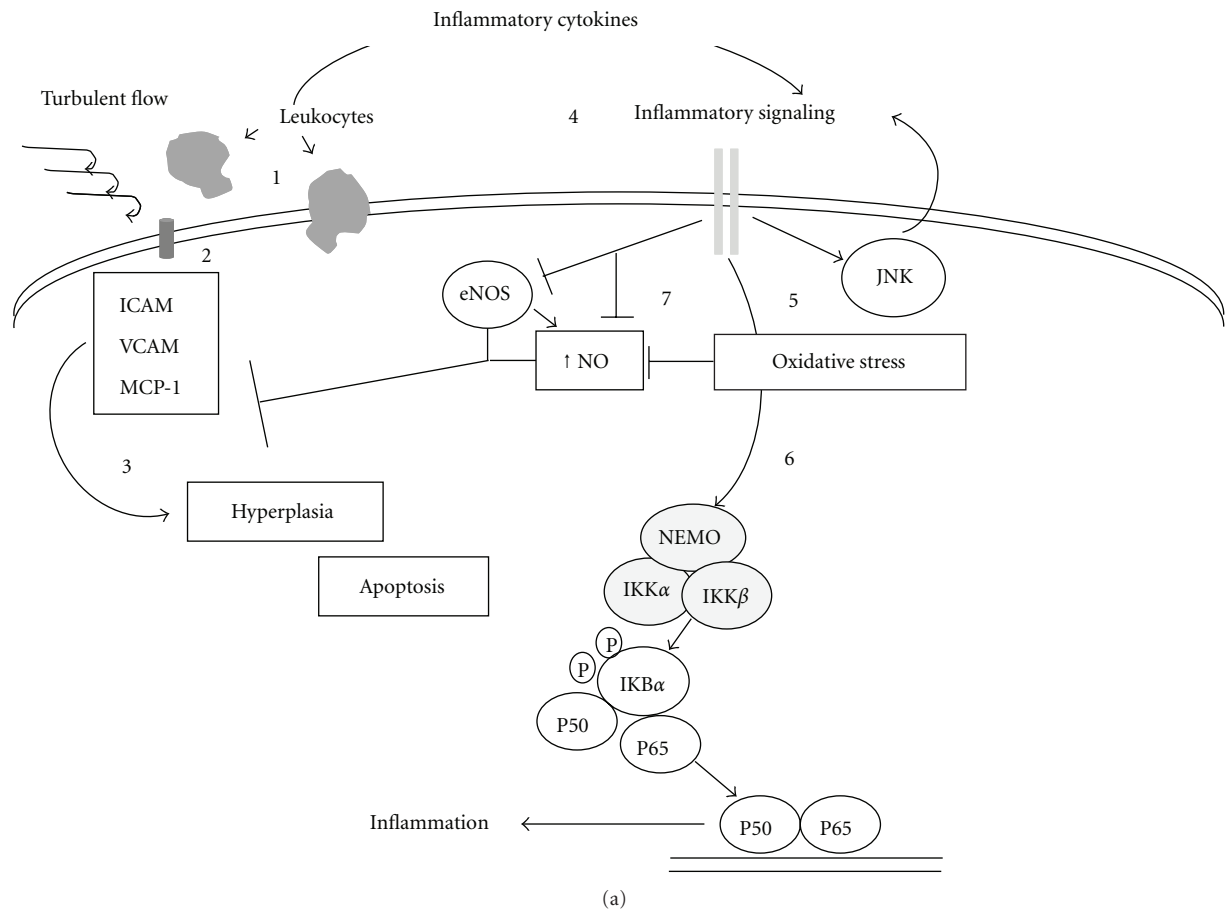 Inflammatory cytokines
Turbulent flow
Leukocytes
4
Inflammatory signaling
1
2
ICAM
VCAM
MCP-1
eNOS
7
5
JNK
↑ NO
Oxidative stress
3
6
Hyperplasia
Apoptosis
NEMO
IKKα
IKKβ
P
P
IKBα
P50
P65
Inflammation
P50
P65
(a)